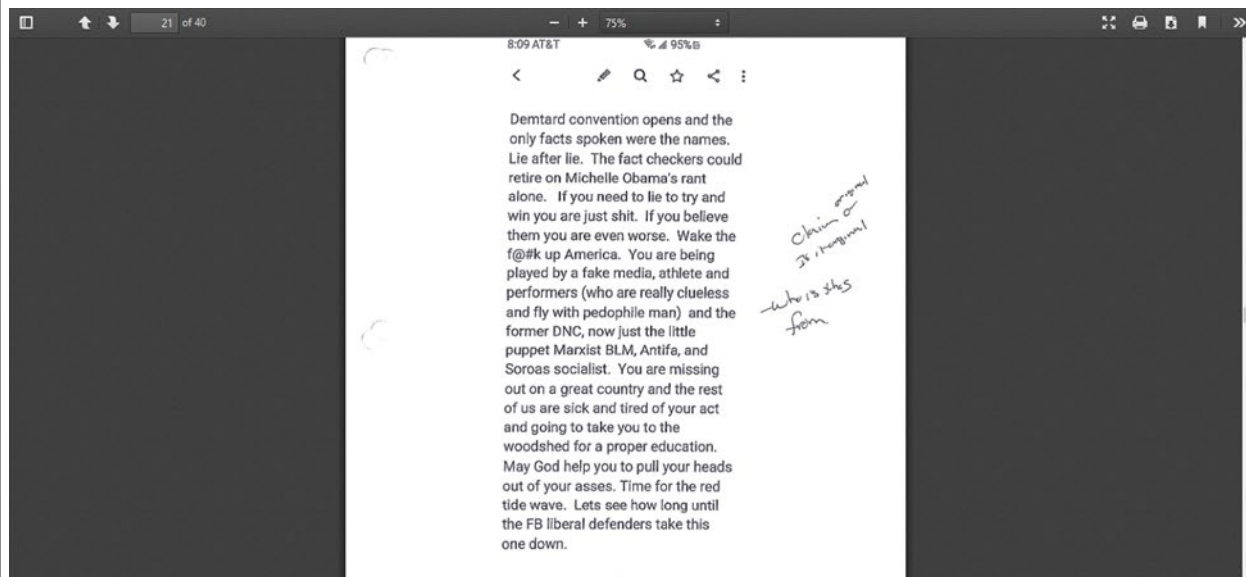 21 of 40
75%
8:09 AT&T
95%
Demtard convention opens and the
only facts spoken were the names.
Lie after lie. The fact checkers could
retire on Michelle Obama's rant
alone. If you need to lie to try and
win you are just shit. If you believe
them you are even worse. Wake the
f@#k up America. You are being
played by a fake media, athlete and
performers (who are really clueless
and fly with pedophile man) and the
former DNC, now just the little
puppet Marxist BLM, Antifa, and
Soroas socialist. You are missing
out on a great country and the rest
of us are sick and tired of your act
and going to take you to the
woodshed for a proper education.
May God help you to pull your heads
out of your asses. Time for the red
tide wave. Lets see how long until
the FB liberal defenders take this
one down.
original
claim or
who is this
from